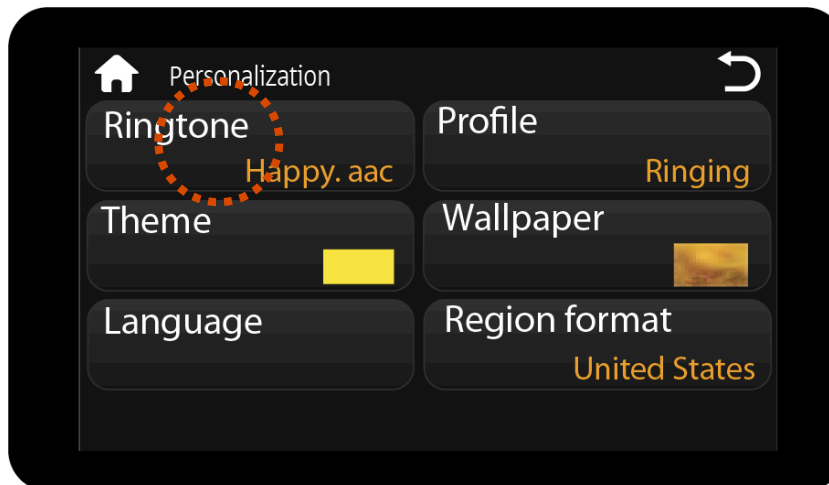 Personalization
Ringtone
Happy. aac
Profile
Ringing
Theme
Wallpaper
Language
Region format
United States